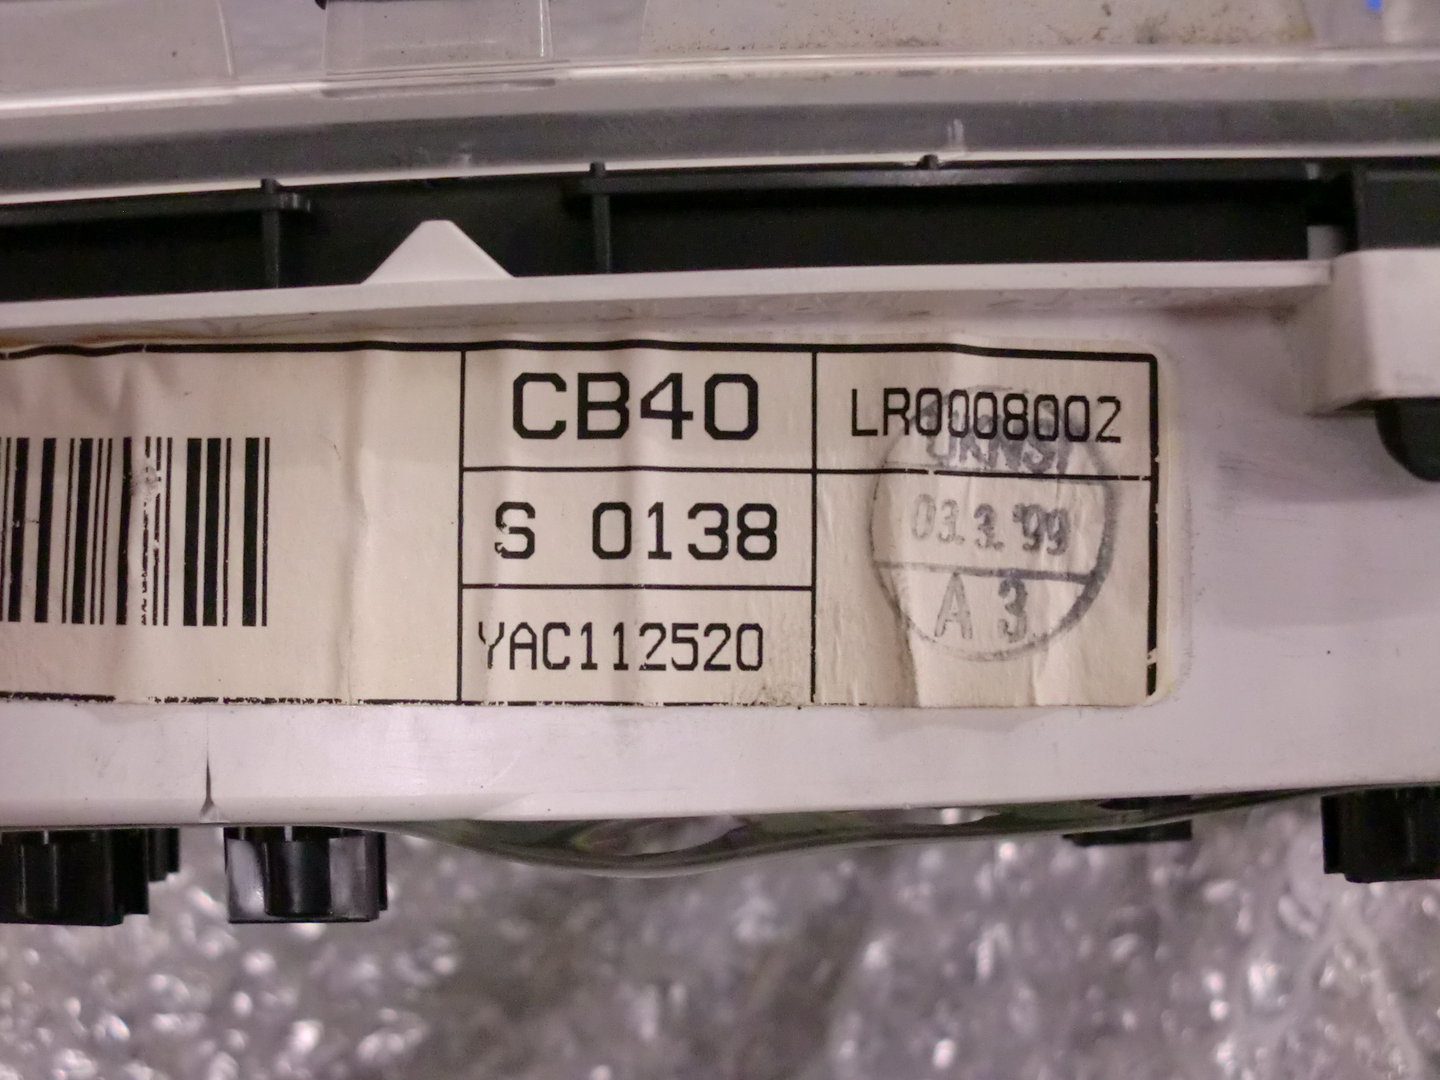 CB40
LR0008002
S 0138
03.3.'99
A 3
YAC112520